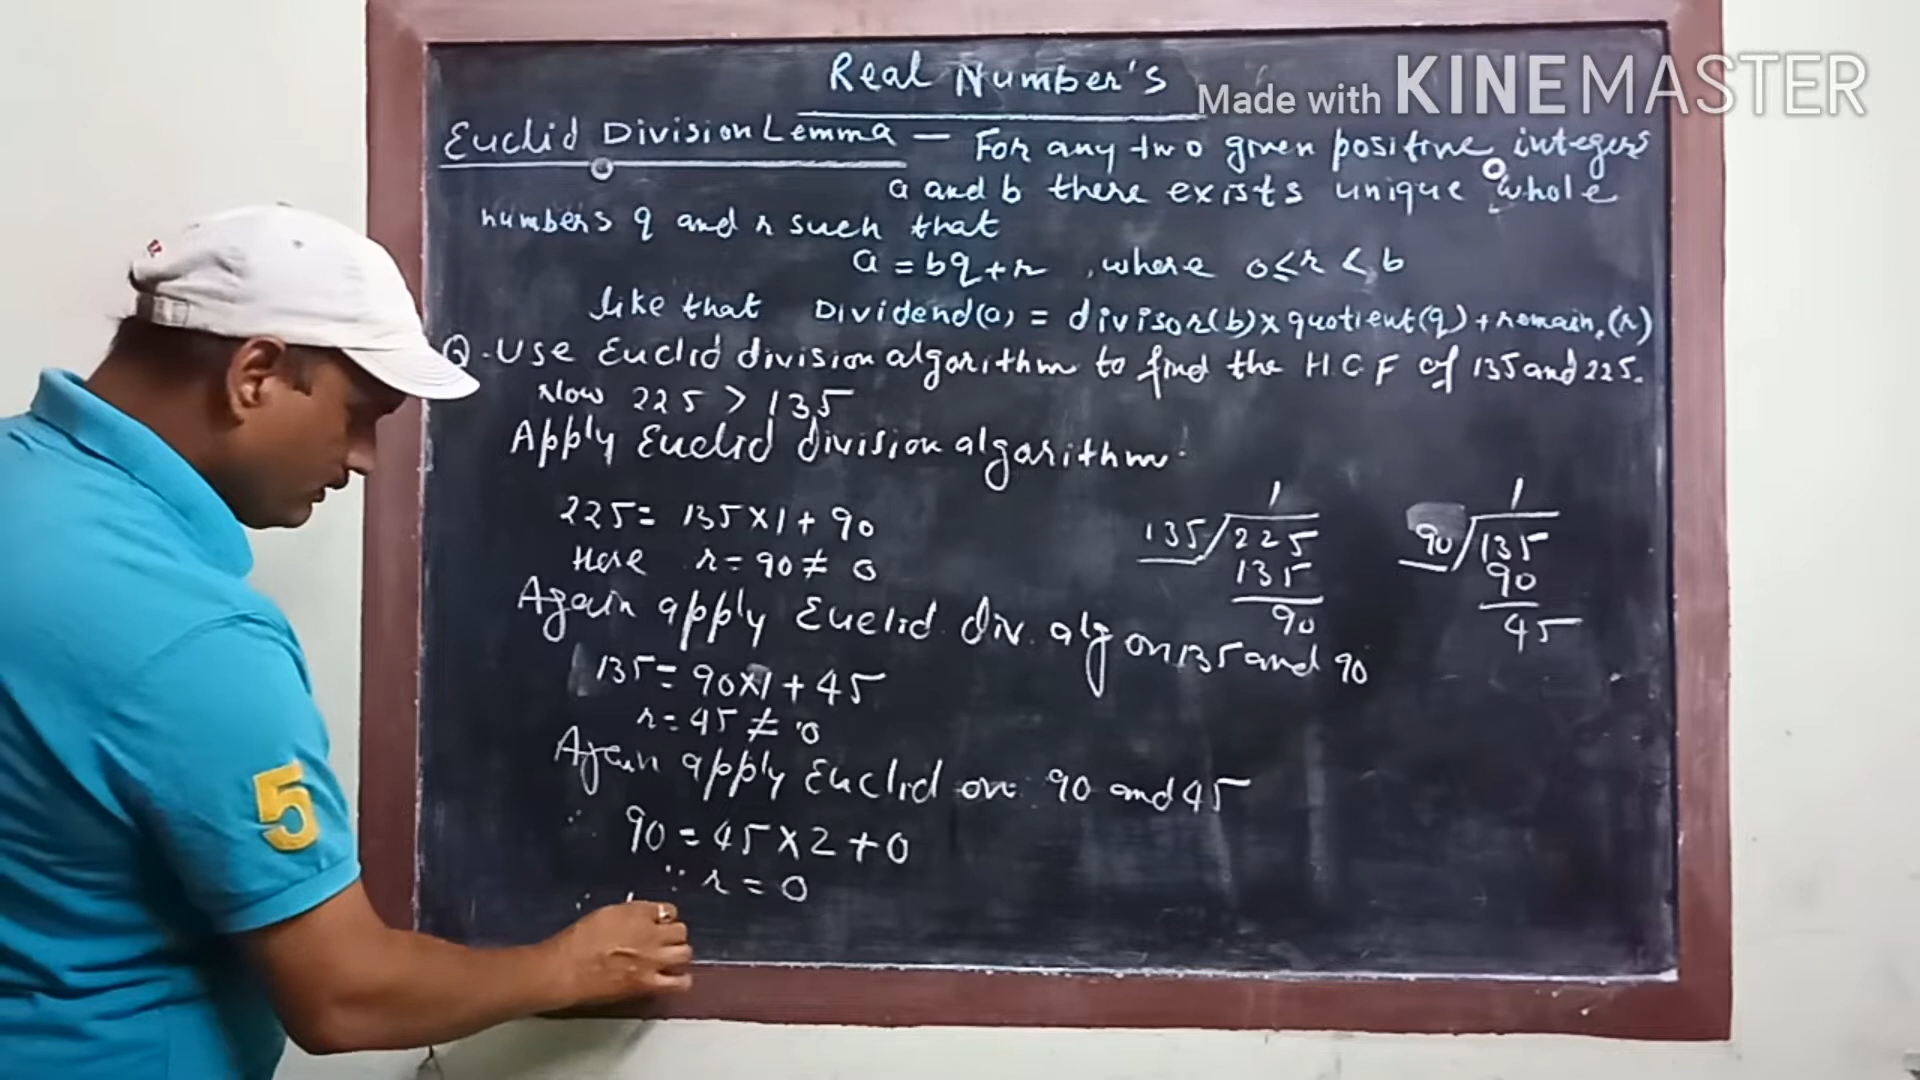 Real Number's
Made with KINEMASTER
Euclid Division Lemma — For any two given positive integers
a and b there exists unique whole
numbers q and r such that
a = bq + r , where 0 ≤ r < b
like that Dividend(a) = divisor(b) × quotient(q) + remain.(r)
Q. Use Euclid division algorithm to find the H.C.F of 135 and 225.
Now 225 > 135
Apply Euclid division algarithm.
225 = 135 × 1 + 90
Here r = 90 ≠ 0
Again apply Euclid div. alg on 135 and 90
135 = 90 × 1 + 45
r = 45 ≠ 0
Again apply Euclid on 90 and 45
∴ 90 = 45 × 2 + 0
∵ r = 0
∴
1
135 225
135
90
1
90 135
90
45
5